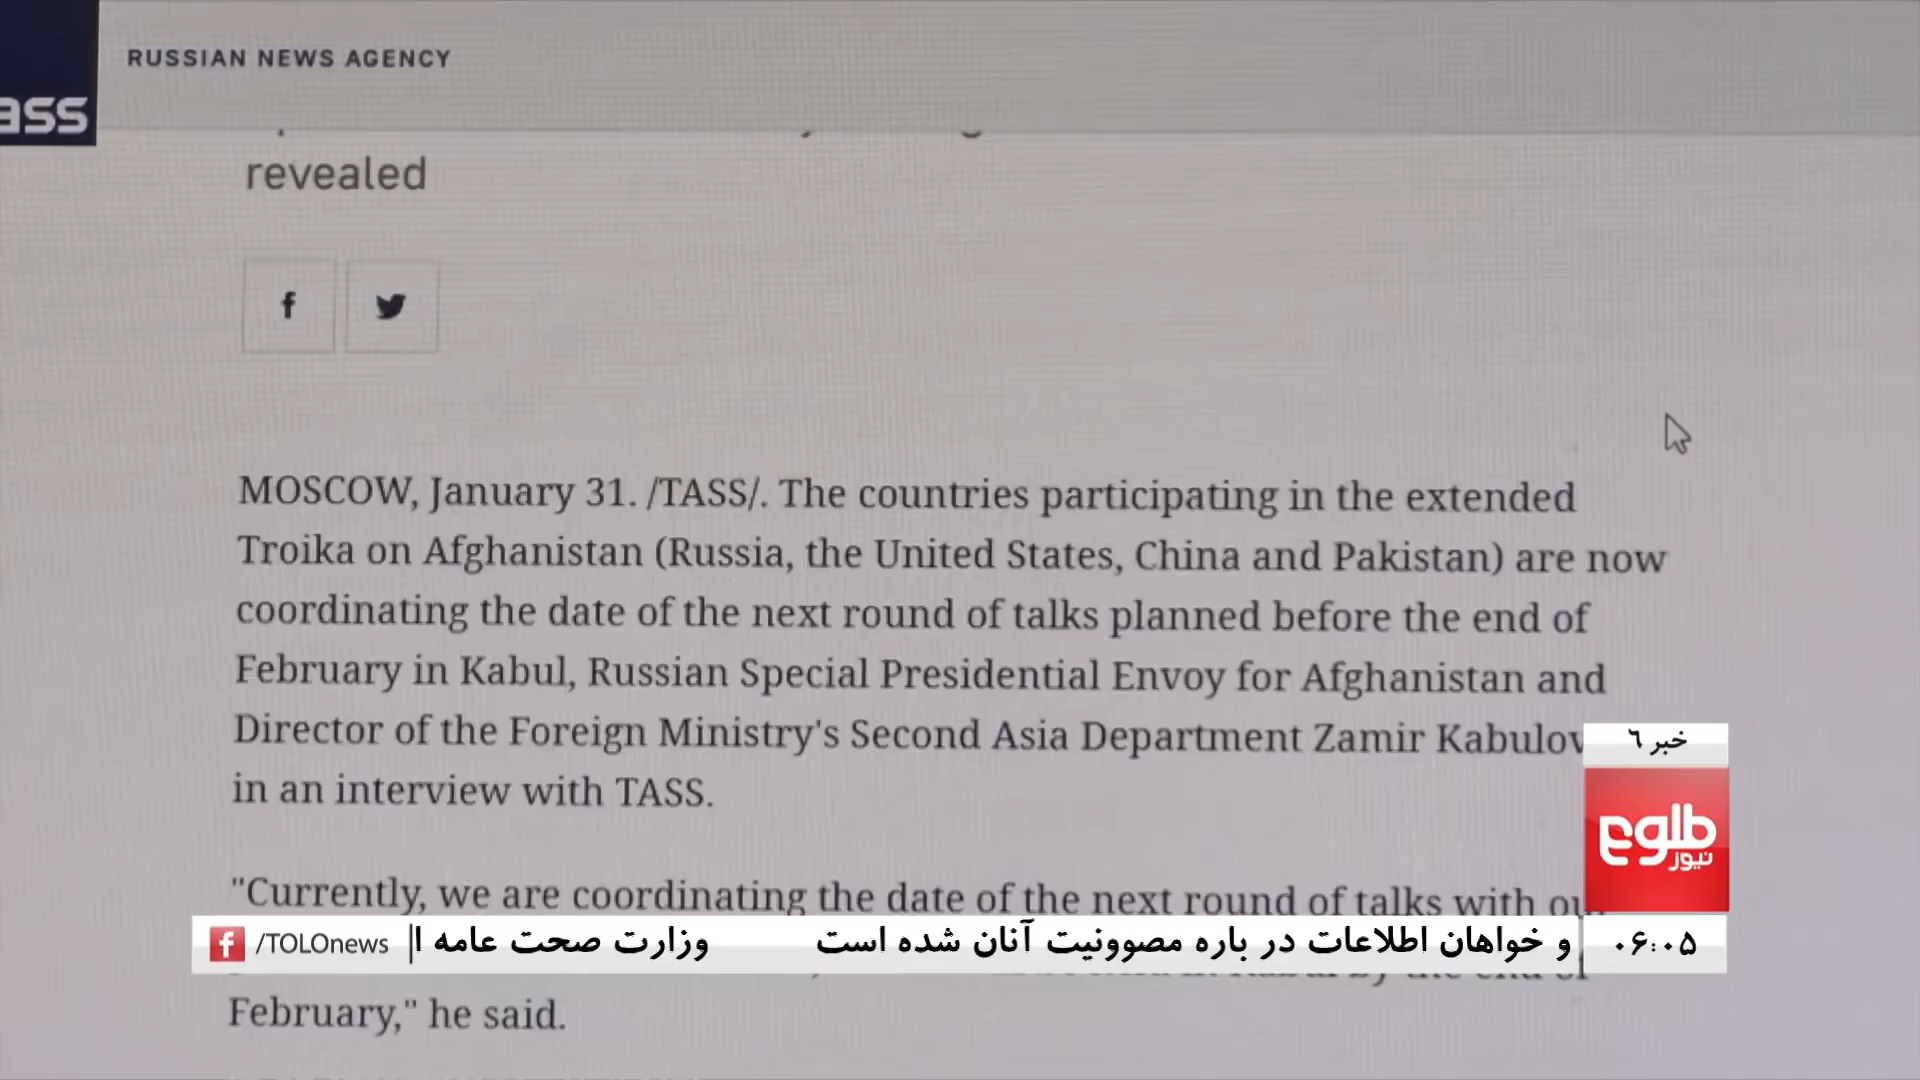 RUSSIAN NEWS AGENCY
ass
revealed
MOSCOW, January 31. /TASS/. The countries participating in the extended
Troika on Afghanistan (Russia, the United States, China and Pakistan) are now
coordinating the date of the next round of talks planned before the end of
February in Kabul, Russian Special Presidential Envoy for Afghanistan and
Director of the Foreign Ministry's Second Asia Department Zamir Kabulov
in an interview with TASS.
"Currently, we are coordinating the date of the next round of talks with
February," he said.
خبر ٦
طلوع
نیوز
۰۶:۰۵
و خواهان اطلاعات در باره مصوونیت آنان شده است
وزارت صحت عامه ا
/TOLOnews